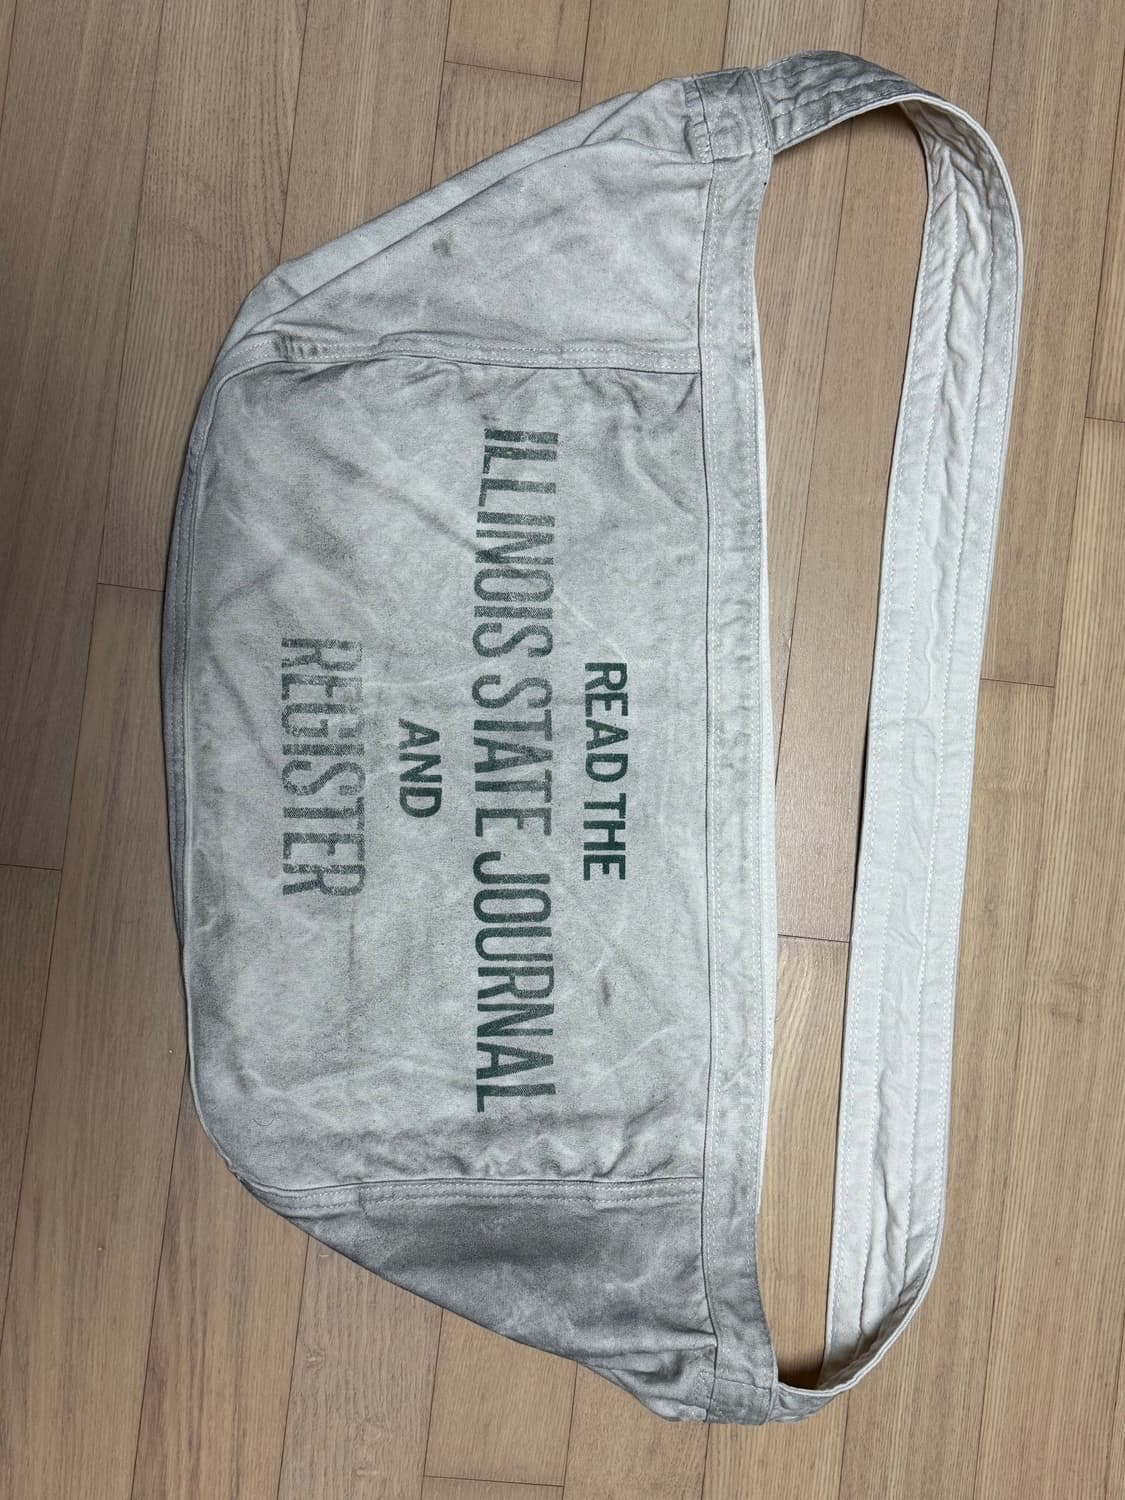 READ THE
ILLINOIS STATE JOURNAL
AND
REGISTER